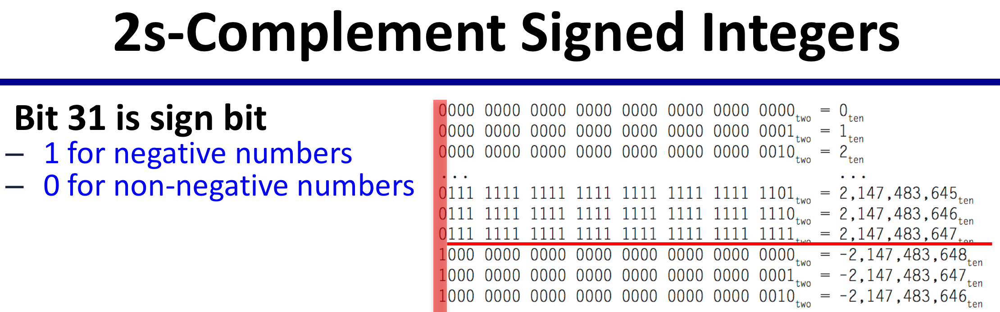 2s-Complement Signed Integers
Bit 31 is sign bit
– 1 for negative numbers
– 0 for non-negative numbers
0000 0000 0000 0000 0000 0000 0000 0000two = 0ten
0000 0000 0000 0000 0000 0000 0000 0001two = 1ten
0000 0000 0000 0000 0000 0000 0000 0010two = 2ten
... ...
0111 1111 1111 1111 1111 1111 1111 1101two = 2,147,483,645ten
0111 1111 1111 1111 1111 1111 1111 1110two = 2,147,483,646ten
0111 1111 1111 1111 1111 1111 1111 1111two = 2,147,483,647ten
1000 0000 0000 0000 0000 0000 0000 0000two = -2,147,483,648ten
1000 0000 0000 0000 0000 0000 0000 0001two = -2,147,483,647ten
1000 0000 0000 0000 0000 0000 0000 0010two = -2,147,483,646ten